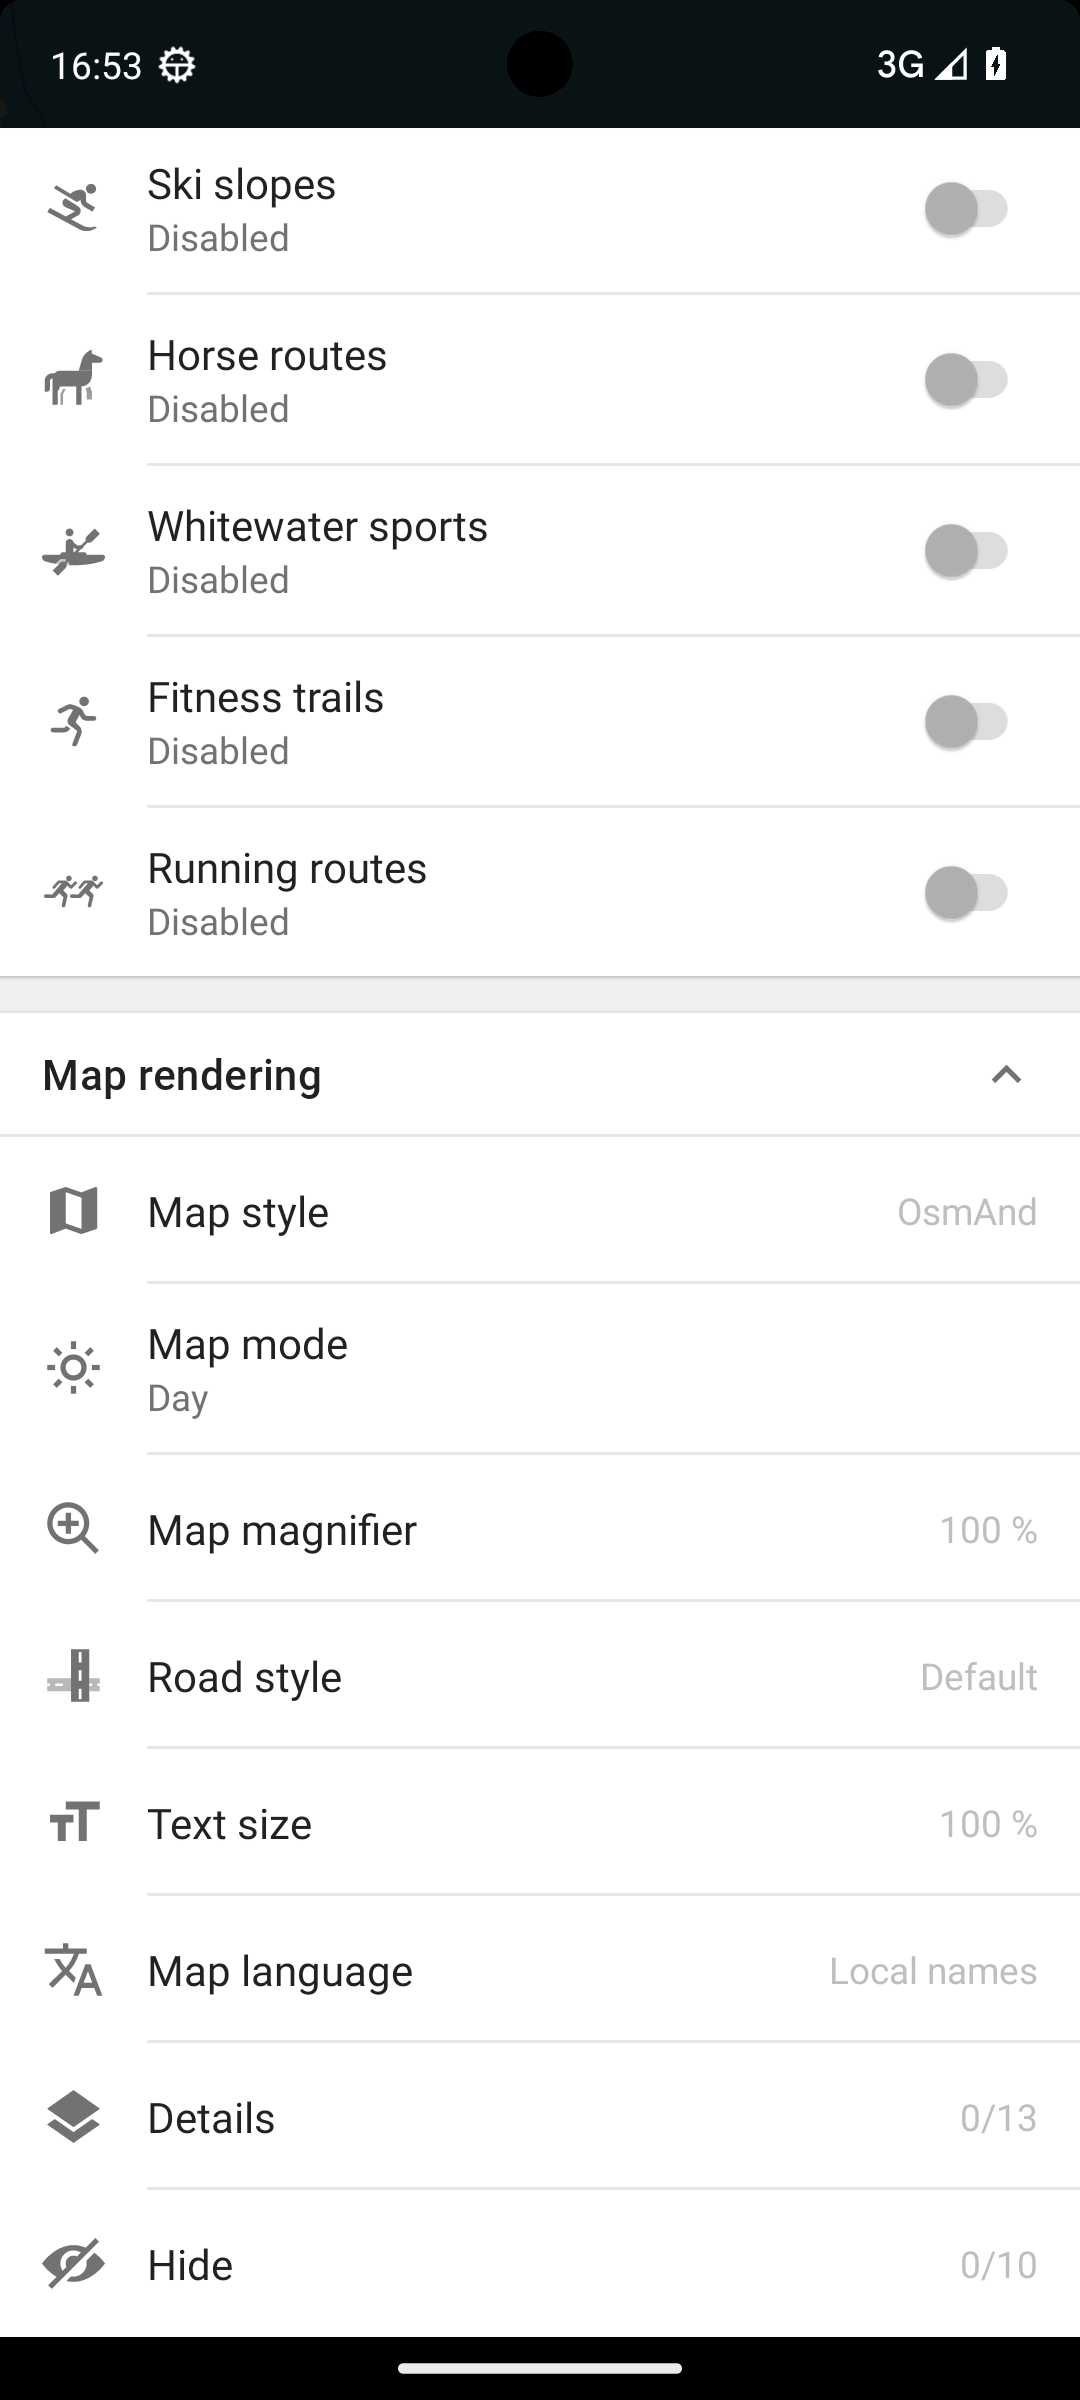 16:53 3G
Ski slopes
Disabled
Horse routes
Disabled
Whitewater sports
Disabled
Fitness trails
Disabled
Running routes
Disabled
Map rendering
Map style OsmAnd
Map mode
Day
Map magnifier 100 %
Road style Default
Text size 100 %
Map language Local names
Details 0/13
Hide 0/10